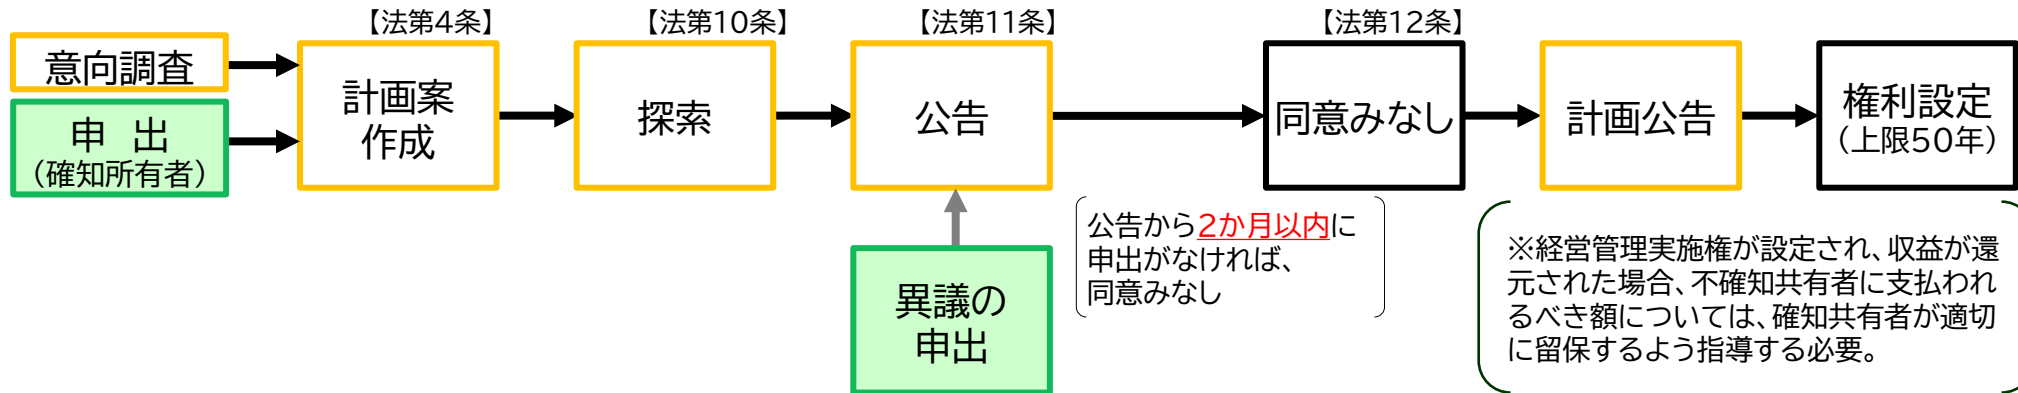 【法第4条】
【法第10条】
【法第11条】
【法第12条】
意向調査
申 出
（確知所有者）
計画案
作成
探索
公告
同意みなし
計画公告
権利設定
（上限50年）
異議の
申出
公告から2か月以内に
申出がなければ、
同意みなし
※経営管理実施権が設定され、収益が還
元された場合、不確知共有者に支払われ
るべき額については、確知共有者が適切
に留保するよう指導する必要。